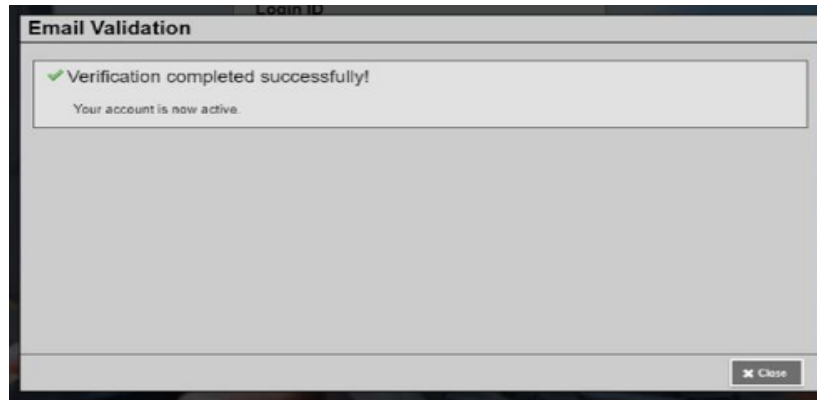 Login ID
Email Validation
Verification completed successfully!
Your account is now active.
Close